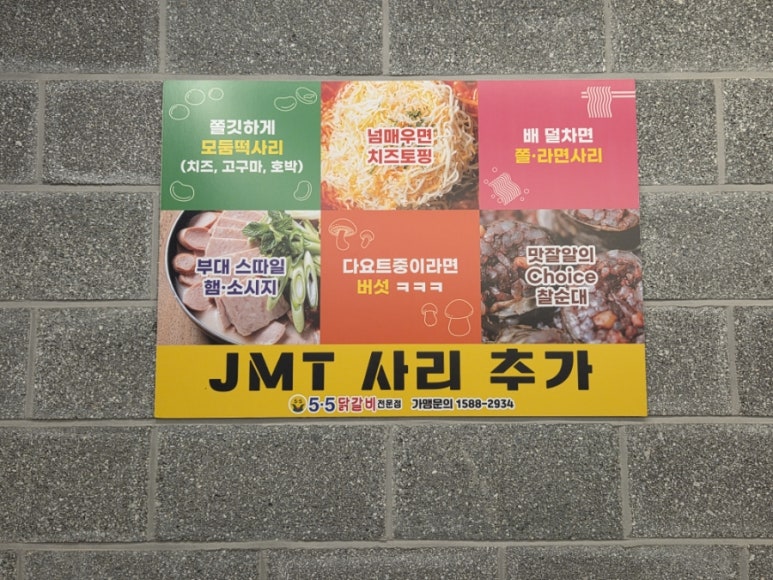 쫄깃하게
모둠떡사리
(치즈, 고구마, 호박)
넘매우면
치즈토핑
배 덜차면
쫄·라면사리
부대 스따일
햄·소시지
다요트중이라면
버섯 ㅋㅋㅋ
맛잘알의
Choice
찰순대
JMT 사리 추가
5·5닭갈비 전문점 가맹문의 1588-2934